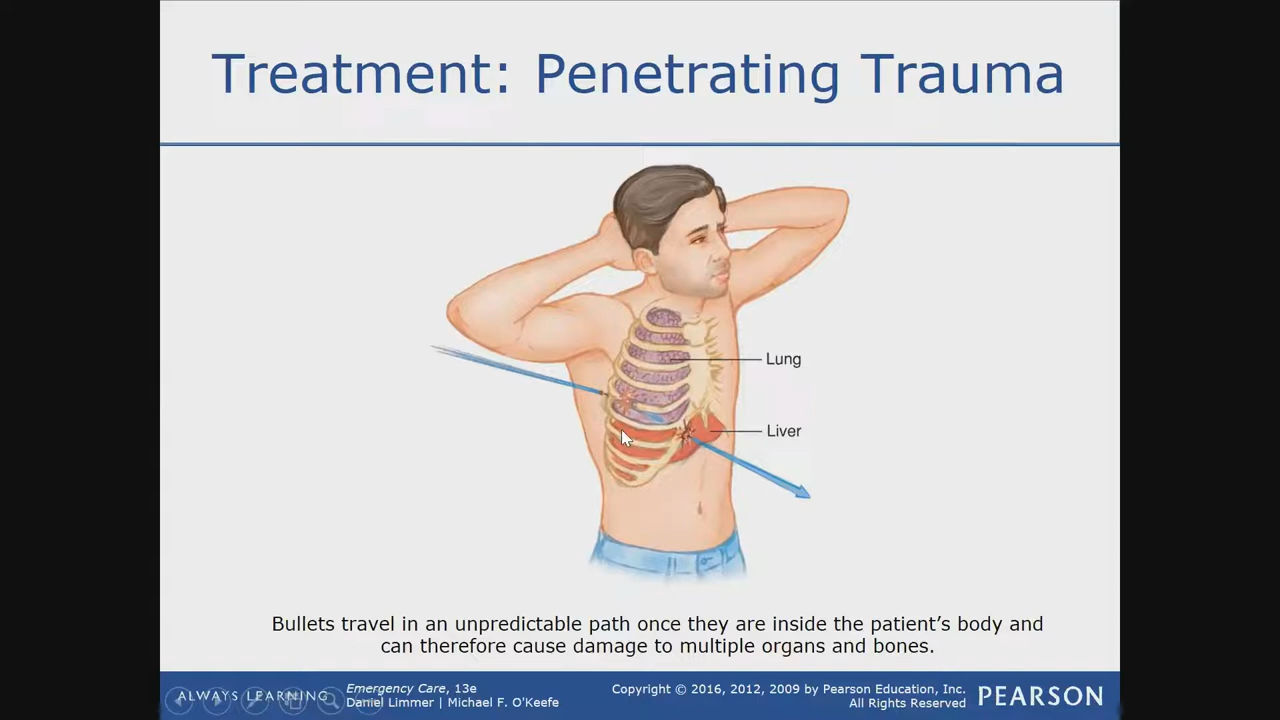 Treatment: Penetrating Trauma
Lung
Liver
Bullets travel in an unpredictable path once they are inside the patient’s body and
can therefore cause damage to multiple organs and bones.
ALWAYS LEARNING
Emergency Care, 13e
Daniel Limmer | Michael F. O'Keefe
Copyright © 2016, 2012, 2009 by Pearson Education, Inc.
All Rights Reserved
PEARSON